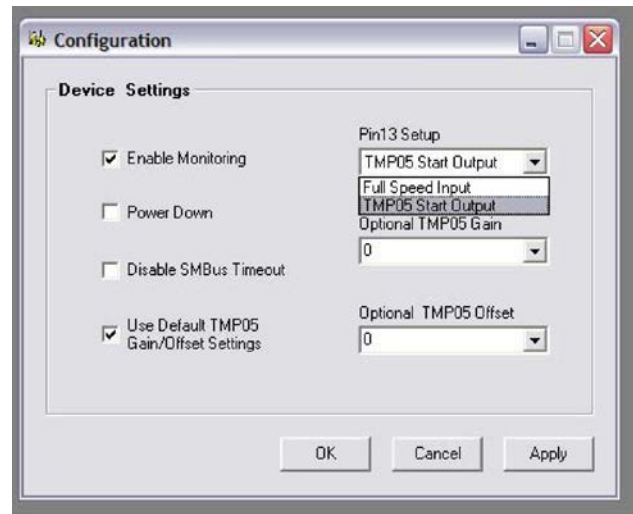 Configuration
Device Settings
Enable Monitoring
Power Down
Disable SMBus Timeout
Use Default TMP05
Gain/Offset Settings
Pin13 Setup
TMP05 Start Output
Full Speed Input
TMP05 Start Output
Optional TMP05 Gain
0
Optional TMP05 Offset
0
OK
Cancel
Apply